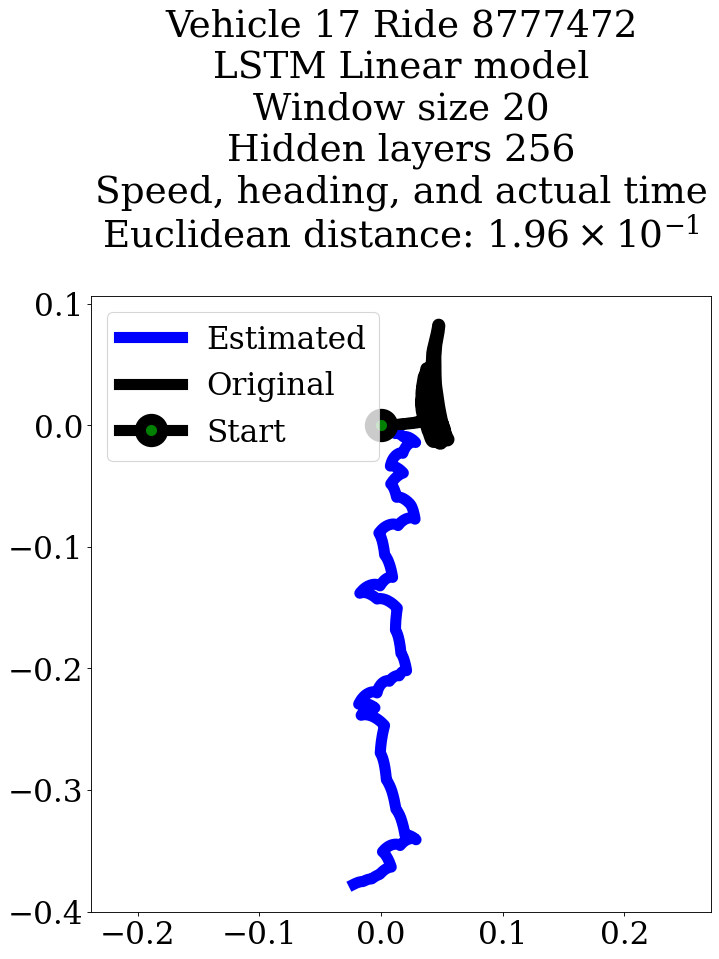 Vehicle 17 Ride 8777472
LSTM Linear model
Window size 20
Hidden layers 256
Speed, heading, and actual time
Euclidean distance: 1.96 × 10⁻¹
0.1
0.0
−0.1
−0.2
−0.3
−0.4
Estimated
Original
Start
−0.2 −0.1 0.0 0.1 0.2